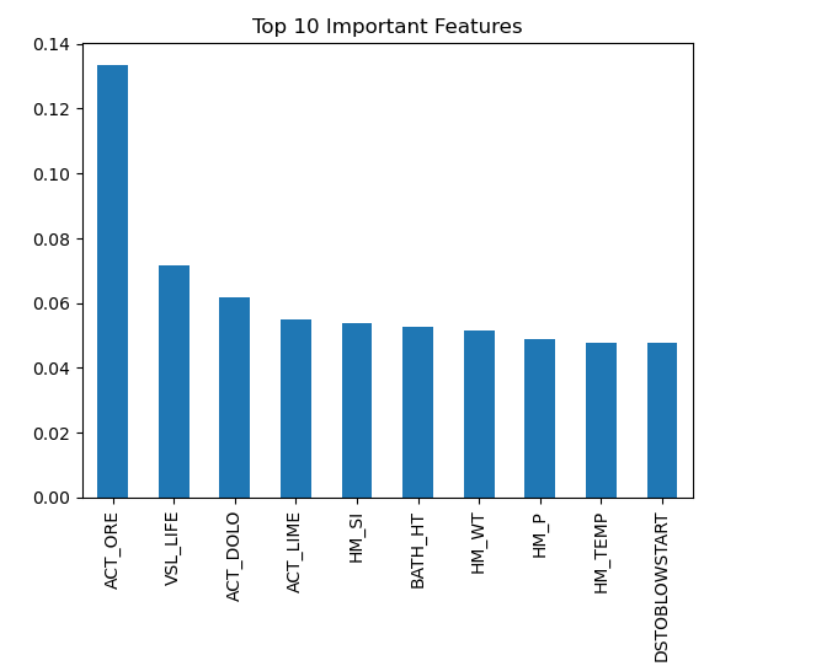 Top 10 Important Features
0.14
0.12
0.10
0.08
0.06
0.04
0.02
0.00
ACT_ORE
VSL_LIFE
ACT_DOLO
ACT_LIME
HM_SI
BATH_HT
HM_WT
HM_P
HM_TEMP
DSTOBLOWSTART